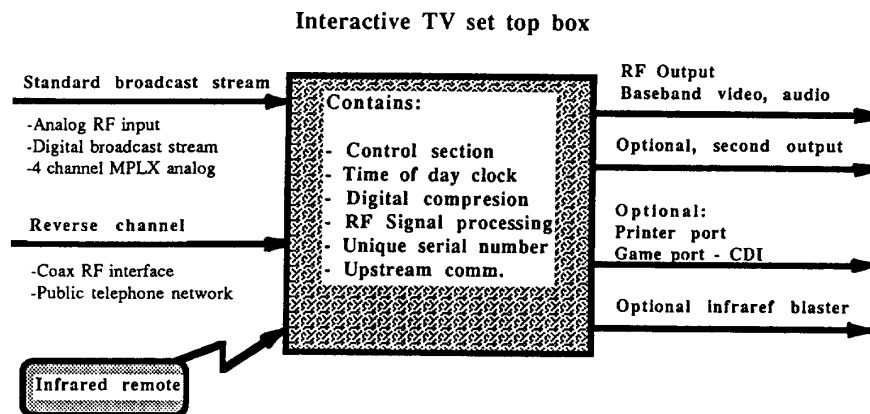 Interactive TV set top box
Standard broadcast stream
-Analog RF input
-Digital broadcast stream
-4 channel MPLX analog
Reverse channel
-Coax RF interface
-Public telephone network
Infrared remote
Contains:
- Control section
- Time of day clock
- Digital compresion
- RF Signal processing
- Unique serial number
- Upstream comm.
RF Output
Baseband video, audio
Optional, second output
Optional:
Printer port
Game port - CDI
Optional infraref blaster